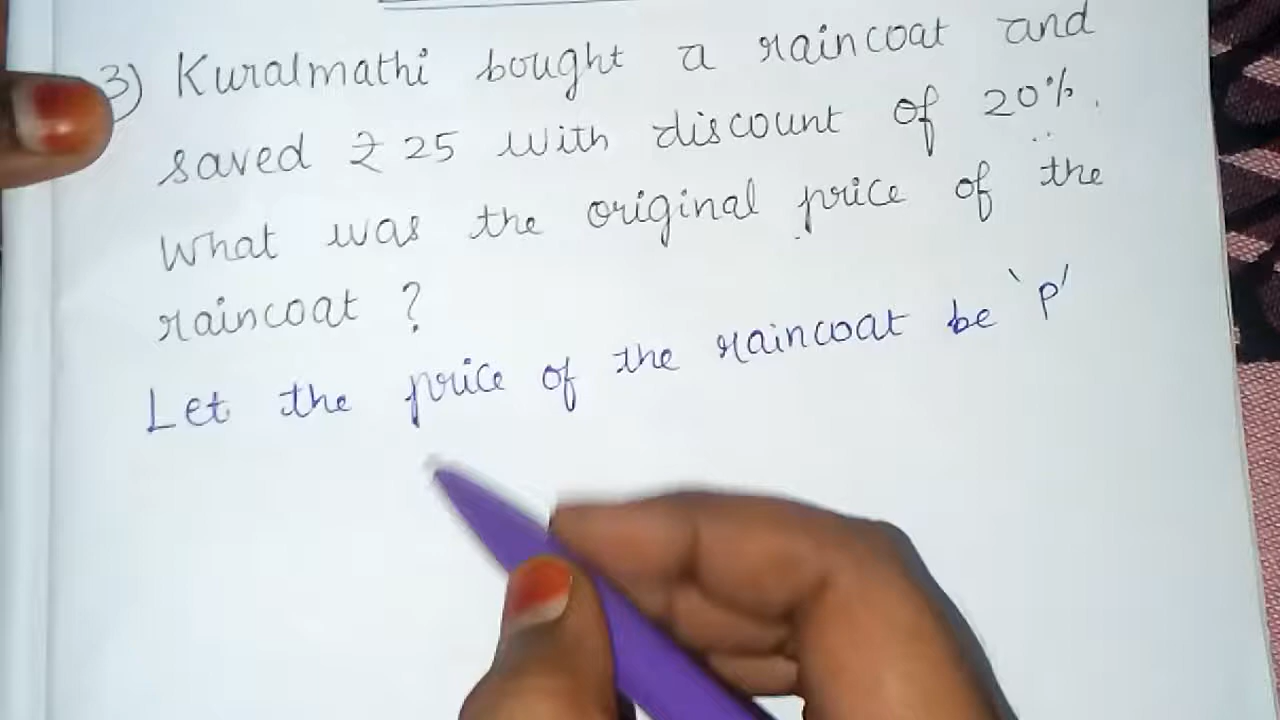 3) Kuralmathi bought a raincoat and
saved ₹ 25 with discount of 20%.
What was the original price of the
raincoat ?
Let the price of the raincoat be 'P'